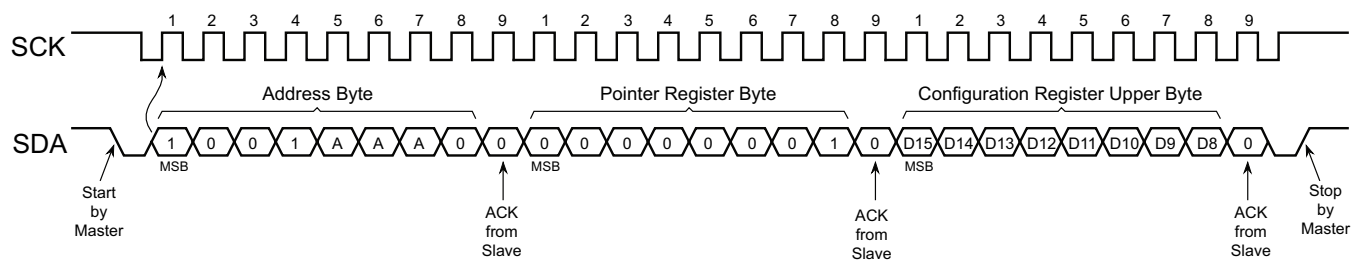 1 2 3 4 5 6 7 8 9 1 2 3 4 5 6 7 8 9 1 2 3 4 5 6 7 8 9
SCK
Address Byte Pointer Register Byte Configuration Register Upper Byte
SDA 1 0 0 1 A A A 0 0 0 0 0 0 0 0 0 1 0 D15 D14 D13 D12 D11 D10 D9 D8 0
MSB MSB MSB
Start
by
Master
ACK
from
Slave
ACK
from
Slave
ACK
from
Slave
Stop
by
Master